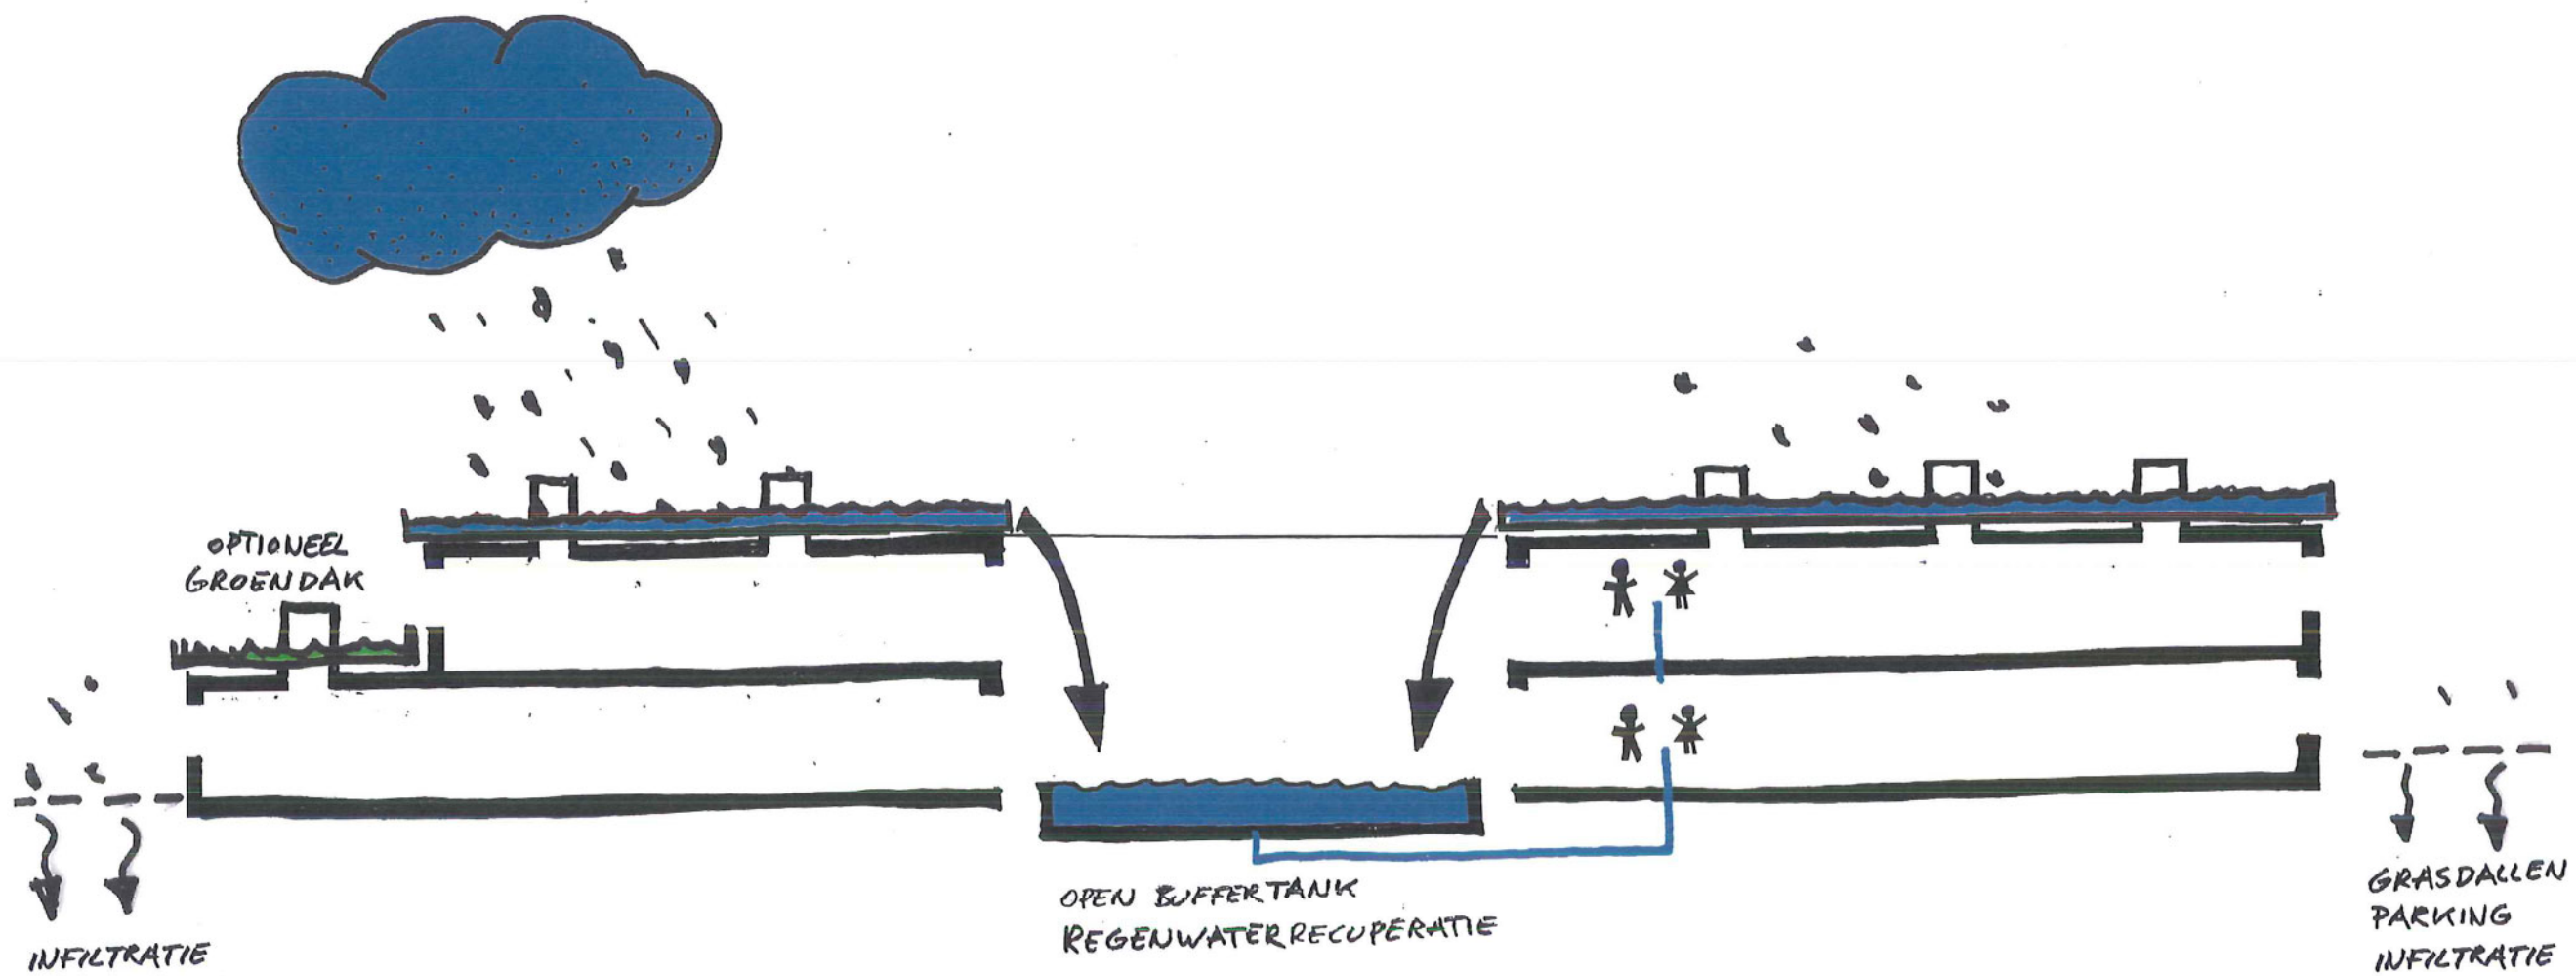 OPTIONEEL
GROENDAK
INFILTRATIE
OPEN BUFFERTANK
REGENWATERRECUPERATIE
GRASDALLEN
PARKING
INFILTRATIE